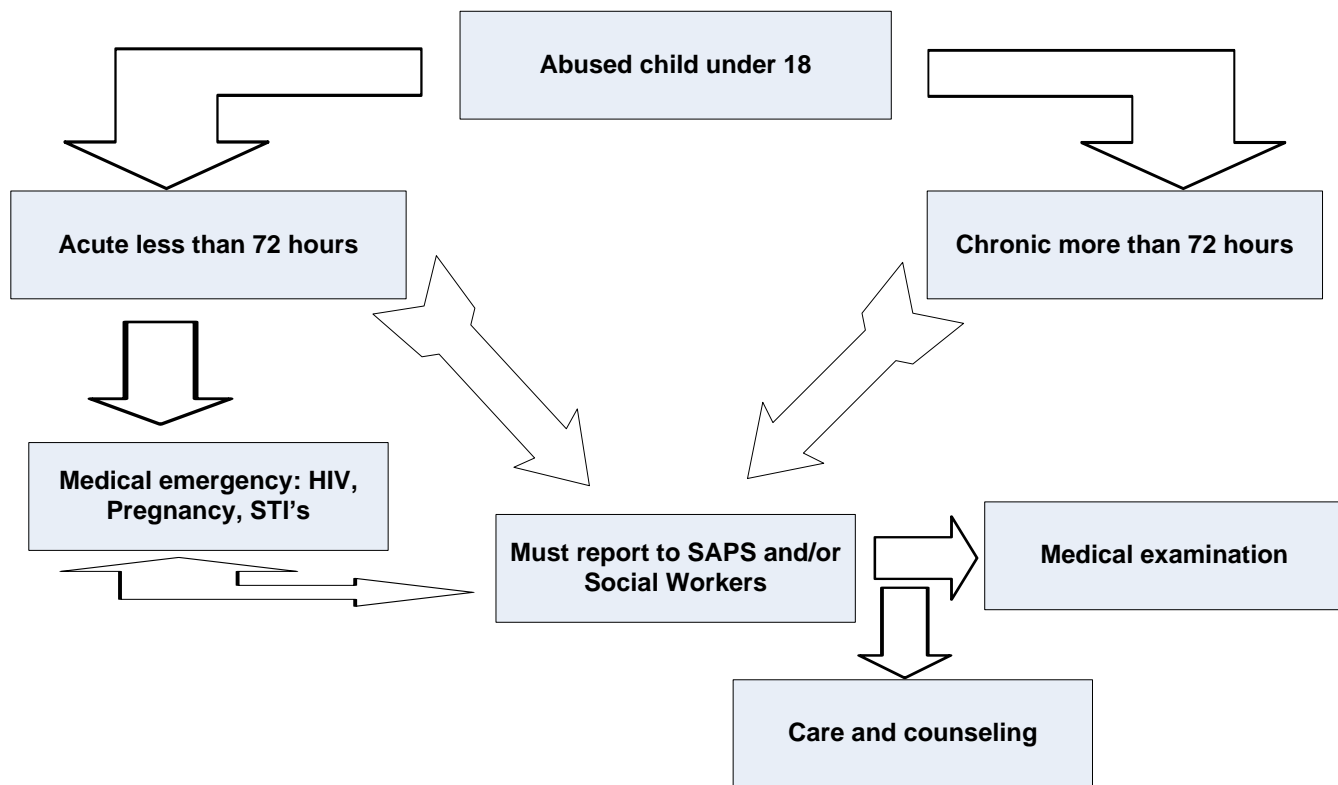 Abused child under 18
Acute less than 72 hours
Chronic more than 72 hours
Medical emergency: HIV,
Pregnancy, STI's
Must report to SAPS and/or
Social Workers
Medical examination
Care and counseling